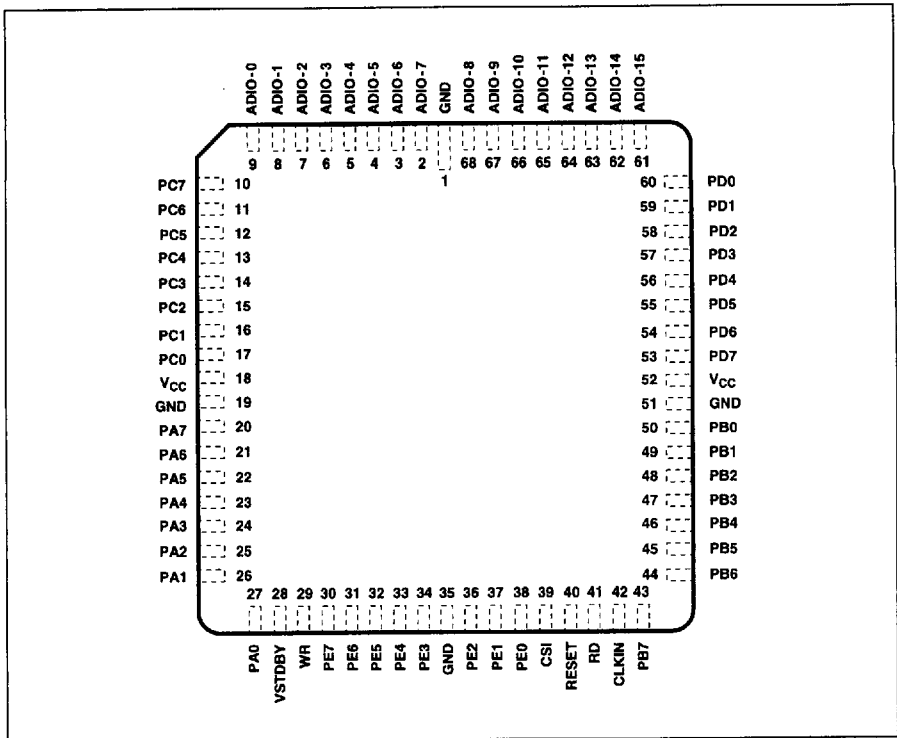 ADIO-0 ADIO-1 ADIO-2 ADIO-3 ADIO-4 ADIO-5 ADIO-6 ADIO-7 GND ADIO-8 ADIO-9 ADIO-10 ADIO-11 ADIO-12 ADIO-13 ADIO-14 ADIO-15
9 8 7 6 5 4 3 2 1 68 67 66 65 64 63 62 61
PC7 10 60 PD0
PC6 11 59 PD1
PC5 12 58 PD2
PC4 13 57 PD3
PC3 14 56 PD4
PC2 15 55 PD5
PC1 16 54 PD6
PC0 17 53 PD7
VCC 18 52 VCC
GND 19 51 GND
PA7 20 50 PB0
PA6 21 49 PB1
PA5 22 48 PB2
PA4 23 47 PB3
PA3 24 46 PB4
PA2 25 45 PB5
PA1 26 44 PB6
27 28 29 30 31 32 33 34 35 36 37 38 39 40 41 42 43
PA0 VSTDBY WR PE7 PE6 PE5 PE4 PE3 GND PE2 PE1 PE0 CSI RESET RD CLKIN PB7